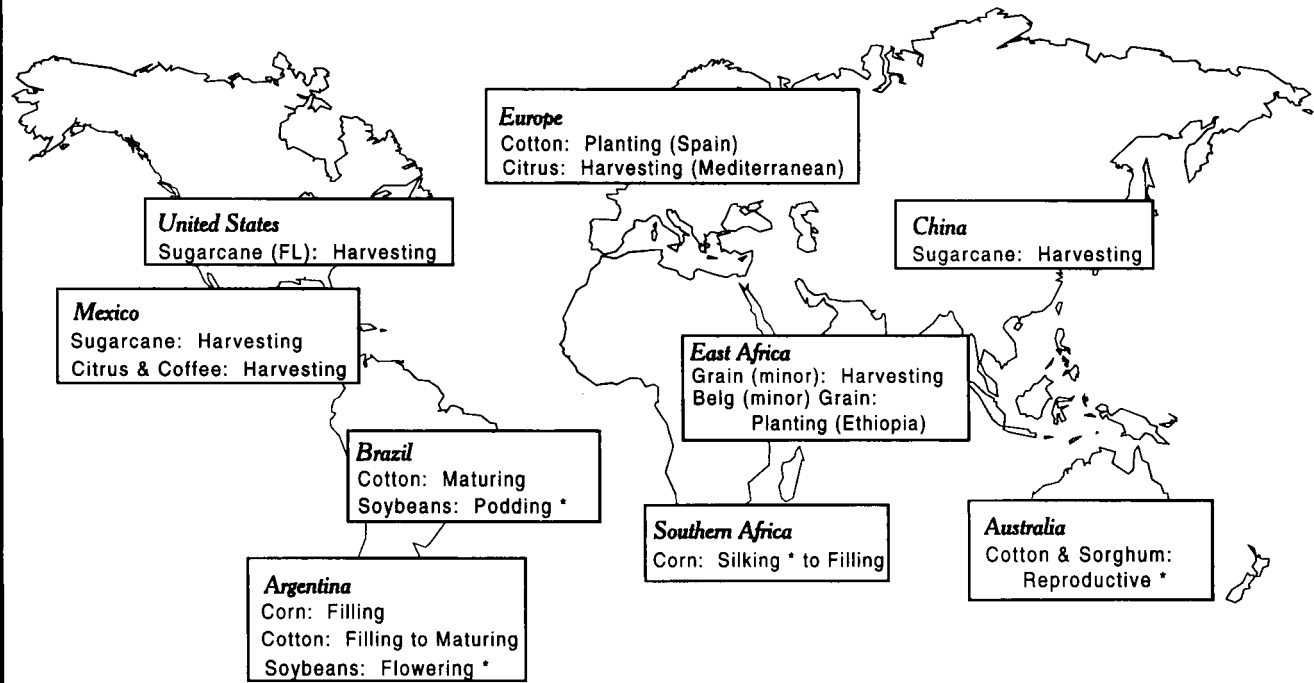 Europe
Cotton: Planting (Spain)
Citrus: Harvesting (Mediterranean)
United States
Sugarcane (FL): Harvesting
China
Sugarcane: Harvesting
Mexico
Sugarcane: Harvesting
Citrus & Coffee: Harvesting
East Africa
Grain (minor): Harvesting
Belg (minor) Grain:
Planting (Ethiopia)
Brazil
Cotton: Maturing
Soybeans: Podding *
Southern Africa
Corn: Silking * to Filling
Australia
Cotton & Sorghum:
Reproductive *
Argentina
Corn: Filling
Cotton: Filling to Maturing
Soybeans: Flowering *